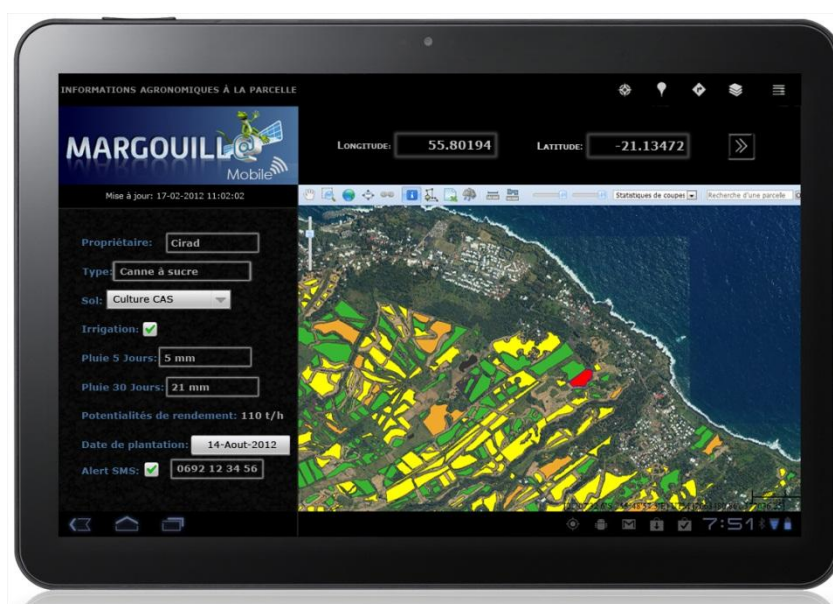 INFORMATIONS AGRONOMIQUES À LA PARCELLE
MARGOUILL@
Mobile
LONGITUDE: 55.80194 LATITUDE: -21.13472
Mise à jour: 17-02-2012 11:02:02
Statistiques de coupes
Recherche d'une parcelle
Propriétaire: Cirad
Type: Canne à sucre
Sol: Culture CAS
Irrigation:
Pluie 5 Jours: 5 mm
Pluie 30 Jours: 21 mm
Potentialités de rendement: 110 t/h
Date de plantation: 14-Aout-2012
Alert SMS: 0692 12 34 56
7:51